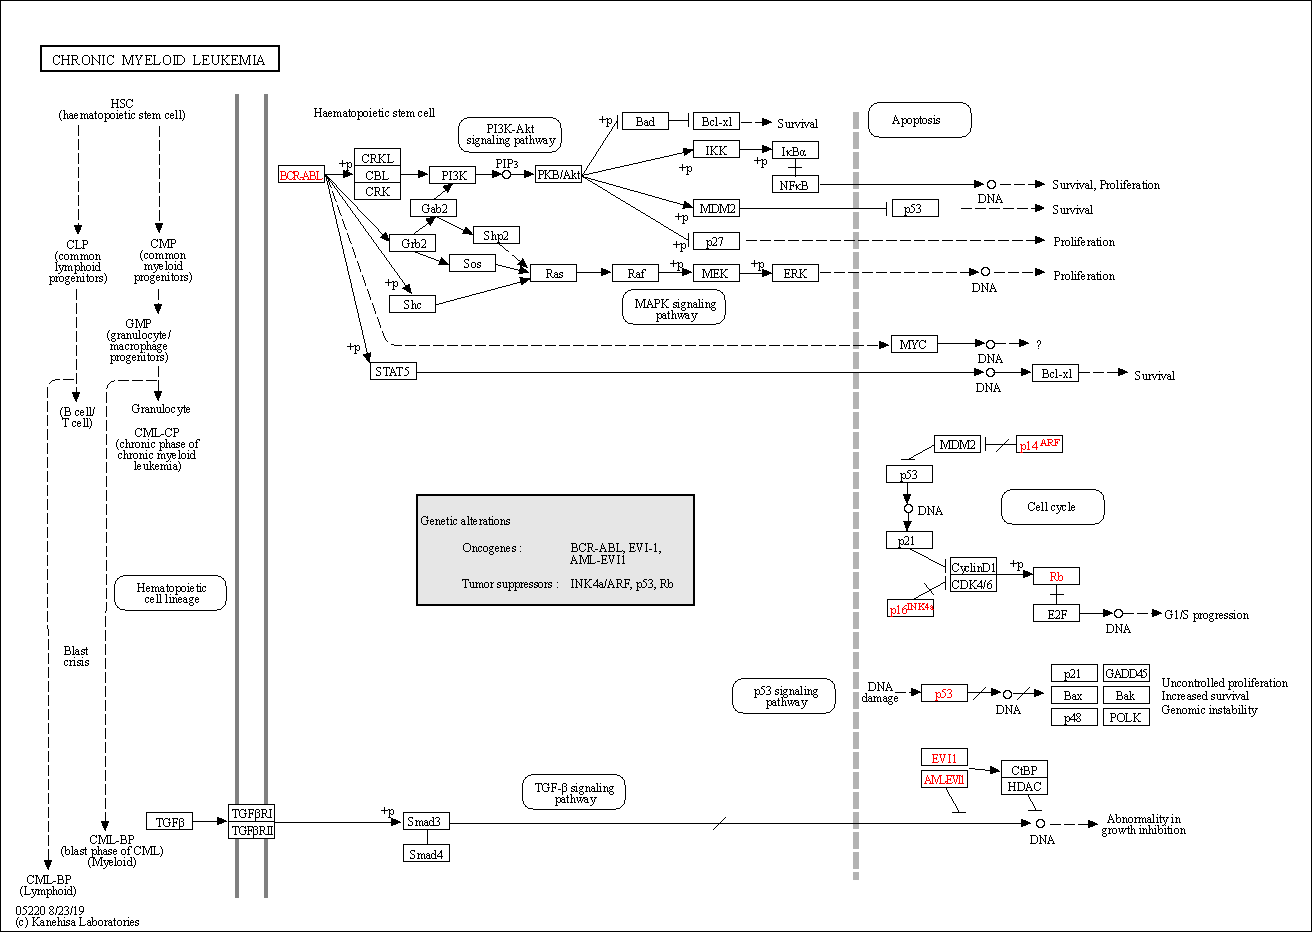 CHRONIC MYELOID LEUKEMIA
HSC
(haematopoietic stem cell)
CLP
(common
lymphoid
progenitors)
CMP
(common
myeloid
progenitors)
GMP
(granulocyte/
macrophage
progenitors)
(B cell/
T cell)
Granulocyte
CML-CP
(chronic phase of
chronic myeloid
leukemia)
Hematopoietic
cell lineage
Blast
crisis
CML-BP
(blast phase of CML)
(Myeloid)
CML-BP
(Lymphoid)
05220 8/23/19
(c) Kanehisa Laboratories
Haematopoietic stem cell
PI3K-Akt
signaling pathway
BCR-ABL
+p
CRKL
CBL
CRK
PI3K
PIP3
PKB/Akt
Gab2
Grb2
Shp2
Sos
+p
Shc
+p
STAT5
Ras
Raf
+p
MEK
+p
ERK
MAPK signaling
pathway
+p
Bad
Bcl-xl
Survival
+p
IKK
+p
IκBα
NFκB
DNA
Survival, Proliferation
+p
MDM2
p53
Survival
+p
p27
Proliferation
DNA
Proliferation
Apoptosis
MYC
DNA
?
DNA
Bcl-xl
Survival
MDM2
p14ARF
p53
DNA
Cell cycle
p21
CyclinD1
CDK4/6
+p
Rb
p16INK4a
E2F
DNA
G1/S progression
Genetic alterations
Oncogenes :
BCR-ABL, EVI-1,
AML-EVI1
Tumor suppressors :
INK4a/ARF, p53, Rb
p53 signaling
pathway
DNA
damage
p53
DNA
p21
GADD45
Bax
Bak
p48
POLK
Uncontrolled proliferation
Increased survival
Genomic instability
EVI1
AML-EVI1
CtBP
HDAC
TGF-β signaling
pathway
TGFβ
TGFβRI
TGFβRII
+p
Smad3
Smad4
DNA
Abnormality in
growth inhibition